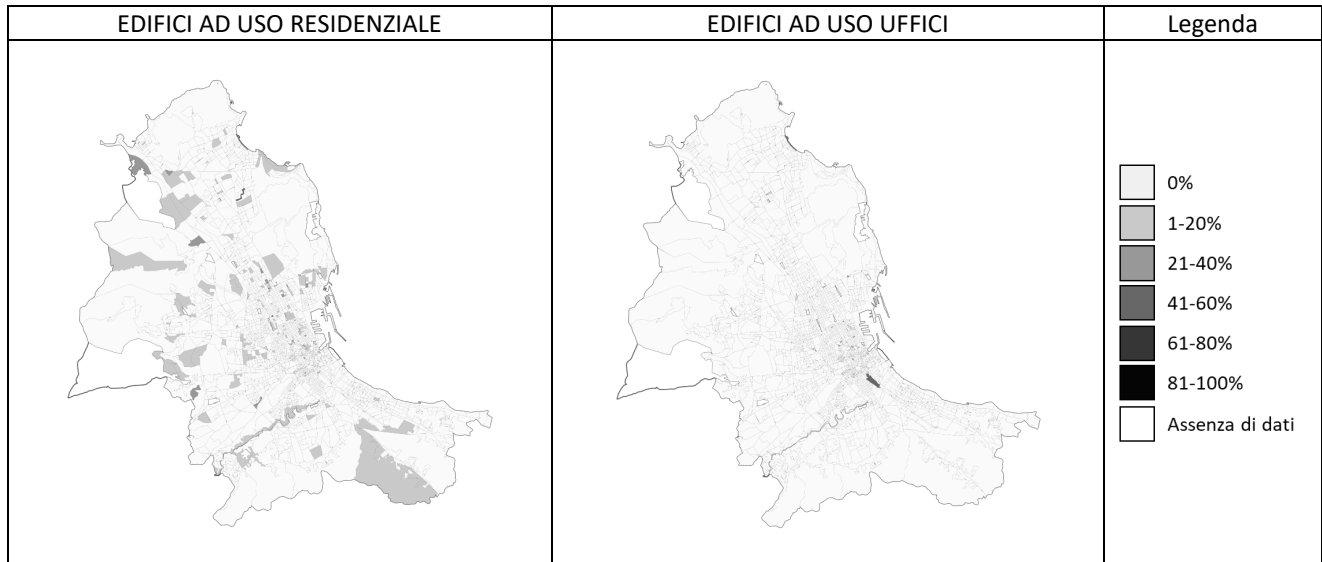 EDIFICI AD USO RESIDENZIALE
EDIFICI AD USO UFFICI
Legenda
0%
1-20%
21-40%
41-60%
61-80%
81-100%
Assenza di dati